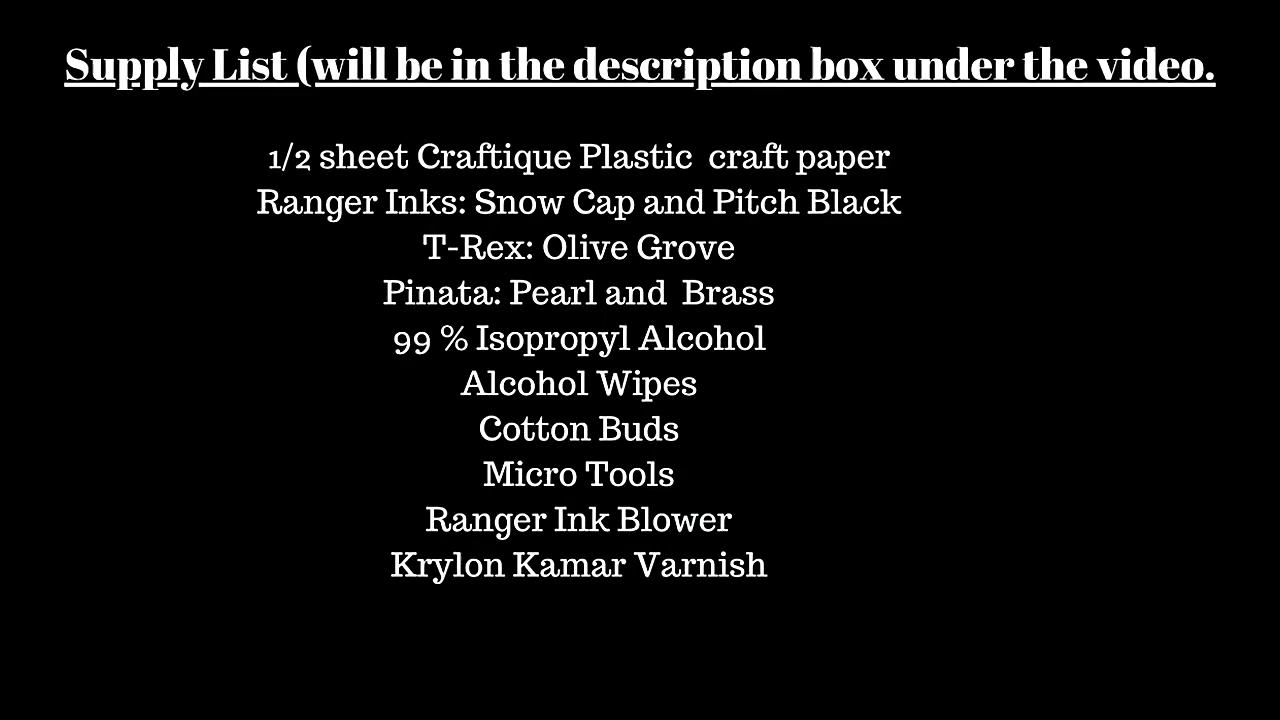 Supply List (will be in the description box under the video.
1/2 sheet Craftique Plastic  craft paper
Ranger Inks: Snow Cap and Pitch Black
T-Rex: Olive Grove
Pinata: Pearl and  Brass
99 % Isopropyl Alcohol
Alcohol Wipes
Cotton Buds
Micro Tools
Ranger Ink Blower
Krylon Kamar Varnish